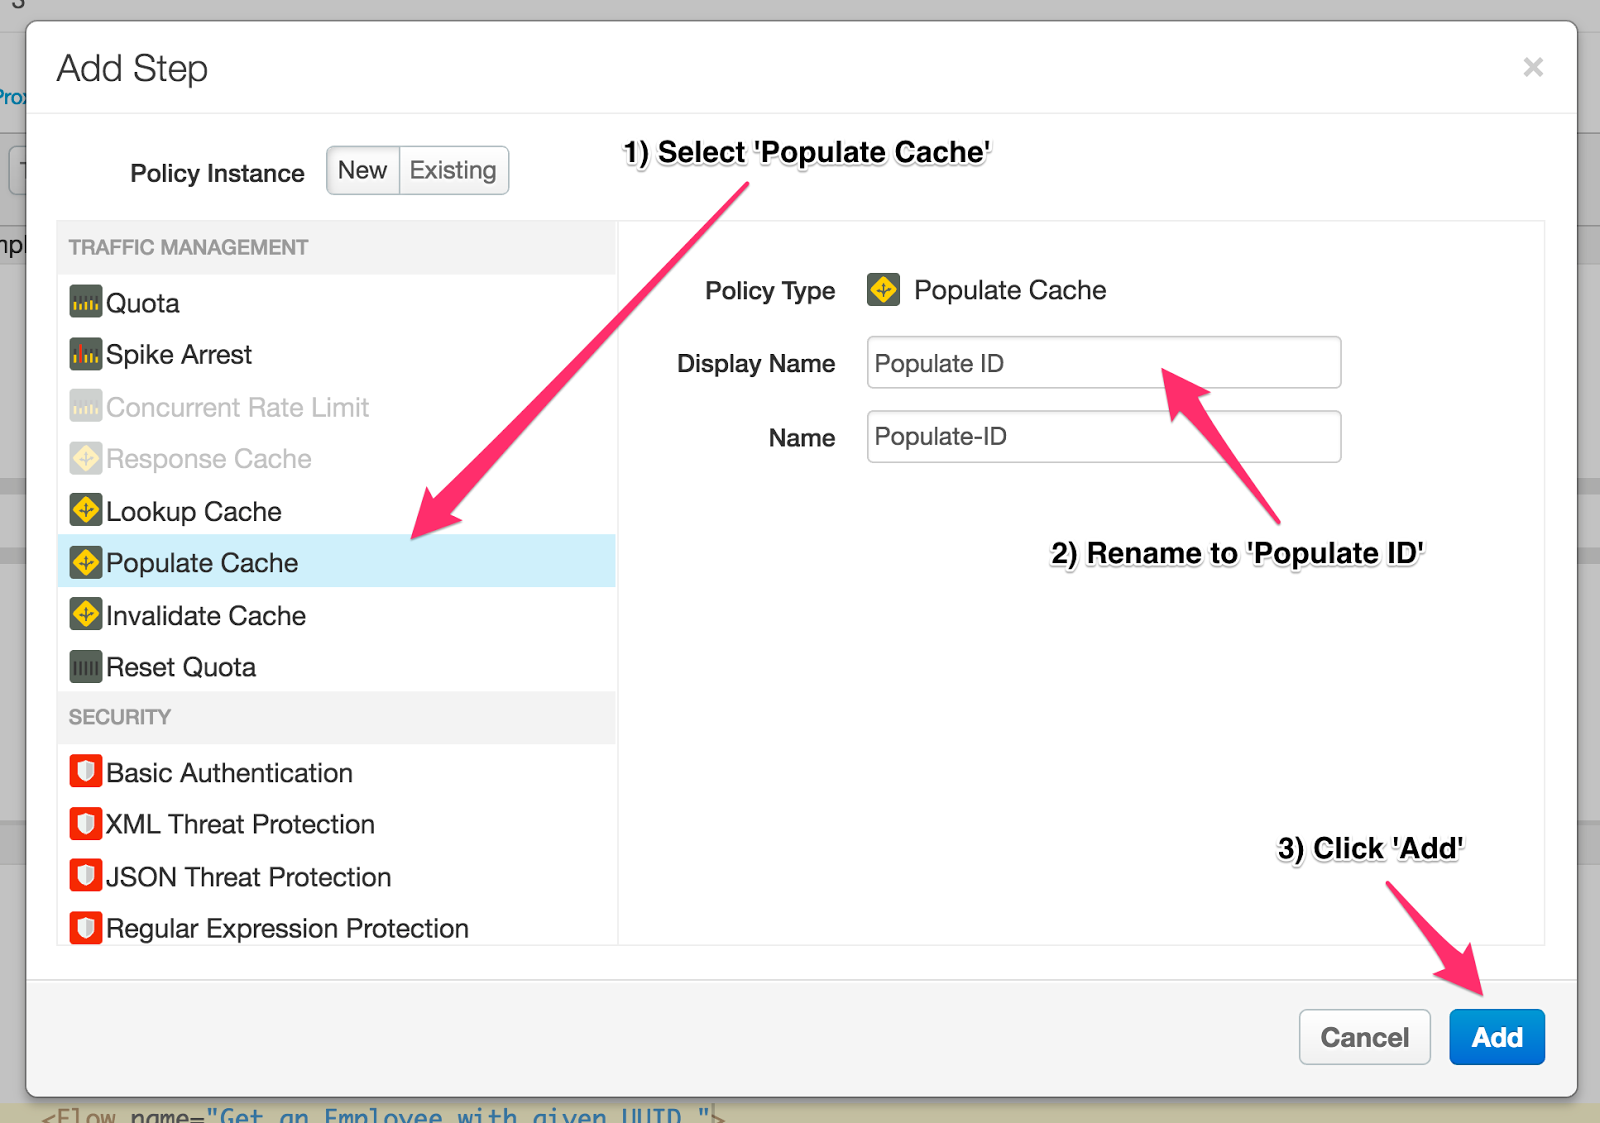 Add Step
×
Policy Instance
New
Existing
1) Select 'Populate Cache'
TRAFFIC MANAGEMENT
Quota
Spike Arrest
Concurrent Rate Limit
Response Cache
Lookup Cache
Populate Cache
Invalidate Cache
Reset Quota
SECURITY
Basic Authentication
XML Threat Protection
JSON Threat Protection
Regular Expression Protection
Policy Type
Populate Cache
Display Name
Populate ID
Name
Populate-ID
2) Rename to 'Populate ID'
3) Click 'Add'
Cancel
Add
<Flow name="Get an Employee with given UUID ">